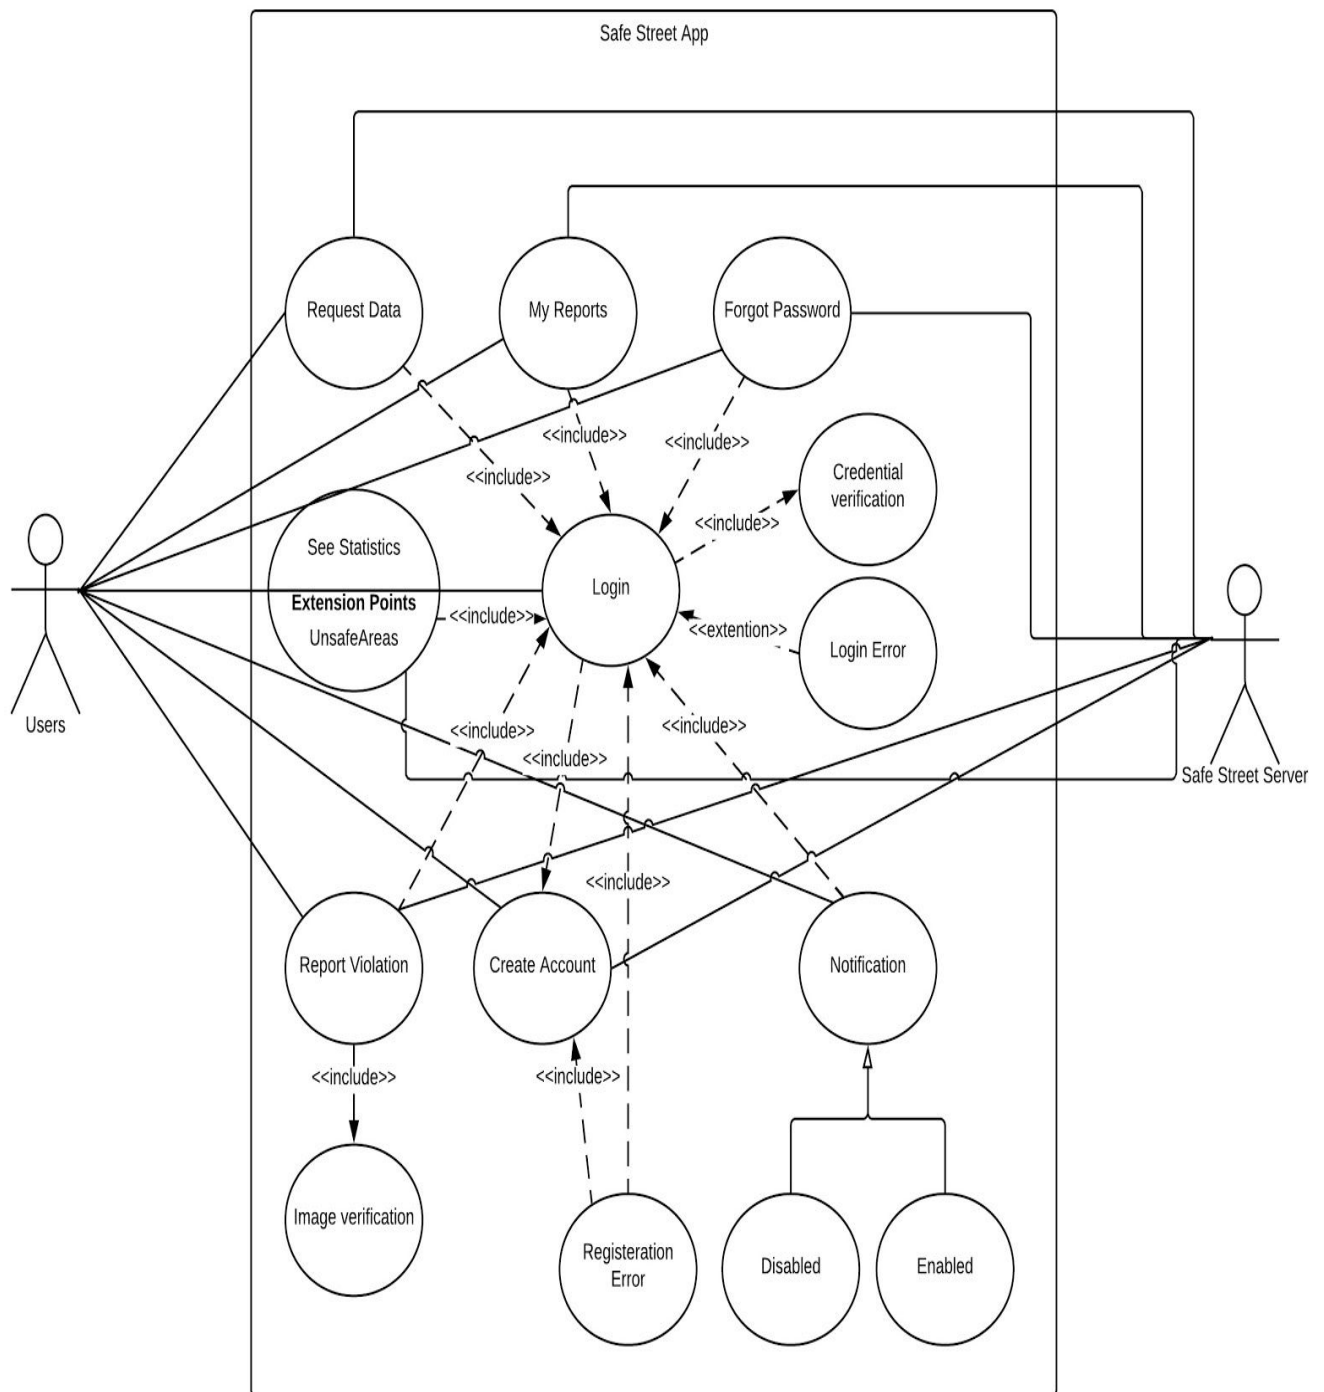 Safe Street App
Request Data
My Reports
Forgot Password
<<include>>
<<include>>
<<include>>
Credential
verification
<<include>>
See Statistics
Login
Extension Points
<<include>>
UnsafeAreas
<<extention>>
Login Error
Users
<<include>>
<<include>>
<<include>>
Safe Street Server
<<include>>
Report Violation
Create Account
Notification
<<include>>
<<include>>
Image verification
Registeration
Error
Disabled
Enabled